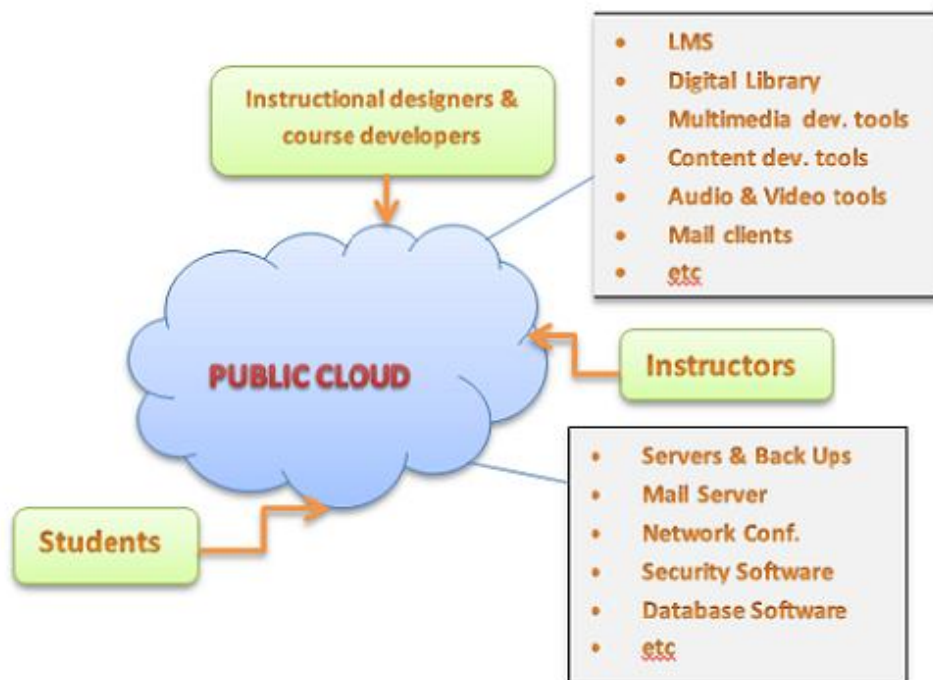 Instructional designers &
course developers
• LMS
• Digital Library
• Multimedia dev. tools
• Content dev. tools
• Audio & Video tools
• Mail clients
• etc
PUBLIC CLOUD
Instructors
• Servers & Back Ups
• Mail Server
• Network Conf.
• Security Software
• Database Software
• etc
Students